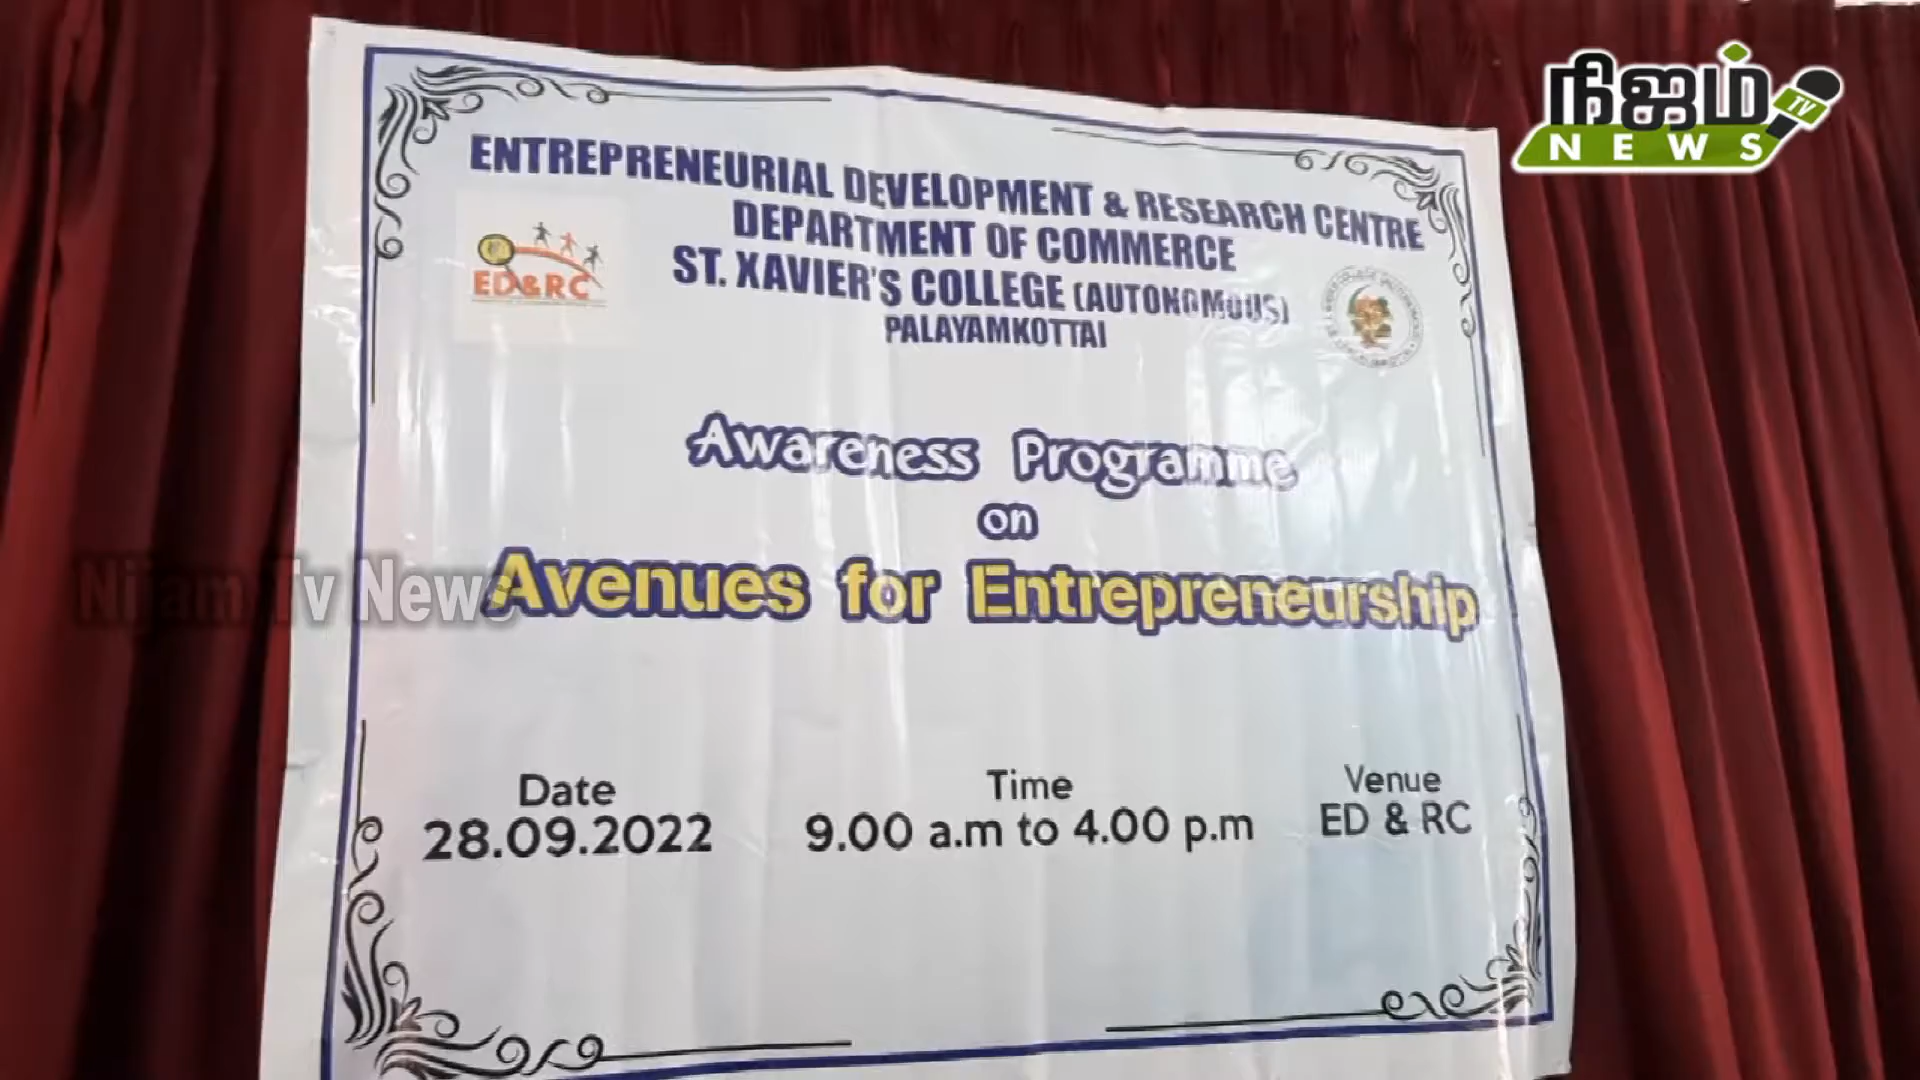 நிஜம்
TV
NEWS
ENTREPRENEURIAL DEVELOPMENT & RESEARCH CENTRE
DEPARTMENT OF COMMERCE
ST. XAVIER'S COLLEGE (AUTONOMOUS)
PALAYAMKOTTAI
ED&RC
Awareness Programme
on
Avenues for Entrepreneurship
Nijam Tv News
Date
28.09.2022
Time
9.00 a.m to 4.00 p.m
Venue
ED & RC